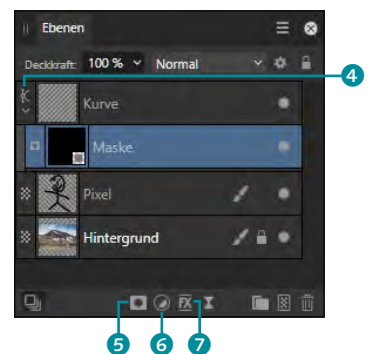 Ebenen
Deckkraft: 100 % Normal
4
Kurve
Maske
Pixel
Hintergrund
fx
5 6 7